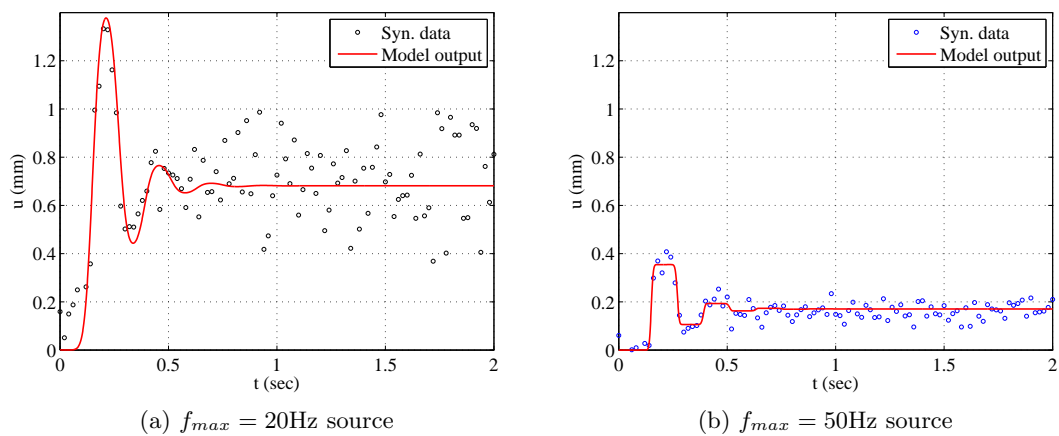 Syn. data
Model output
1.2
1
0.8
0.6
0.4
0.2
0
u (mm)
0 0.5 1 1.5 2
t (sec)
(a) f_max = 20Hz source
Syn. data
Model output
1.2
1
0.8
0.6
0.4
0.2
0
u (mm)
0 0.5 1 1.5 2
t (sec)
(b) f_max = 50Hz source